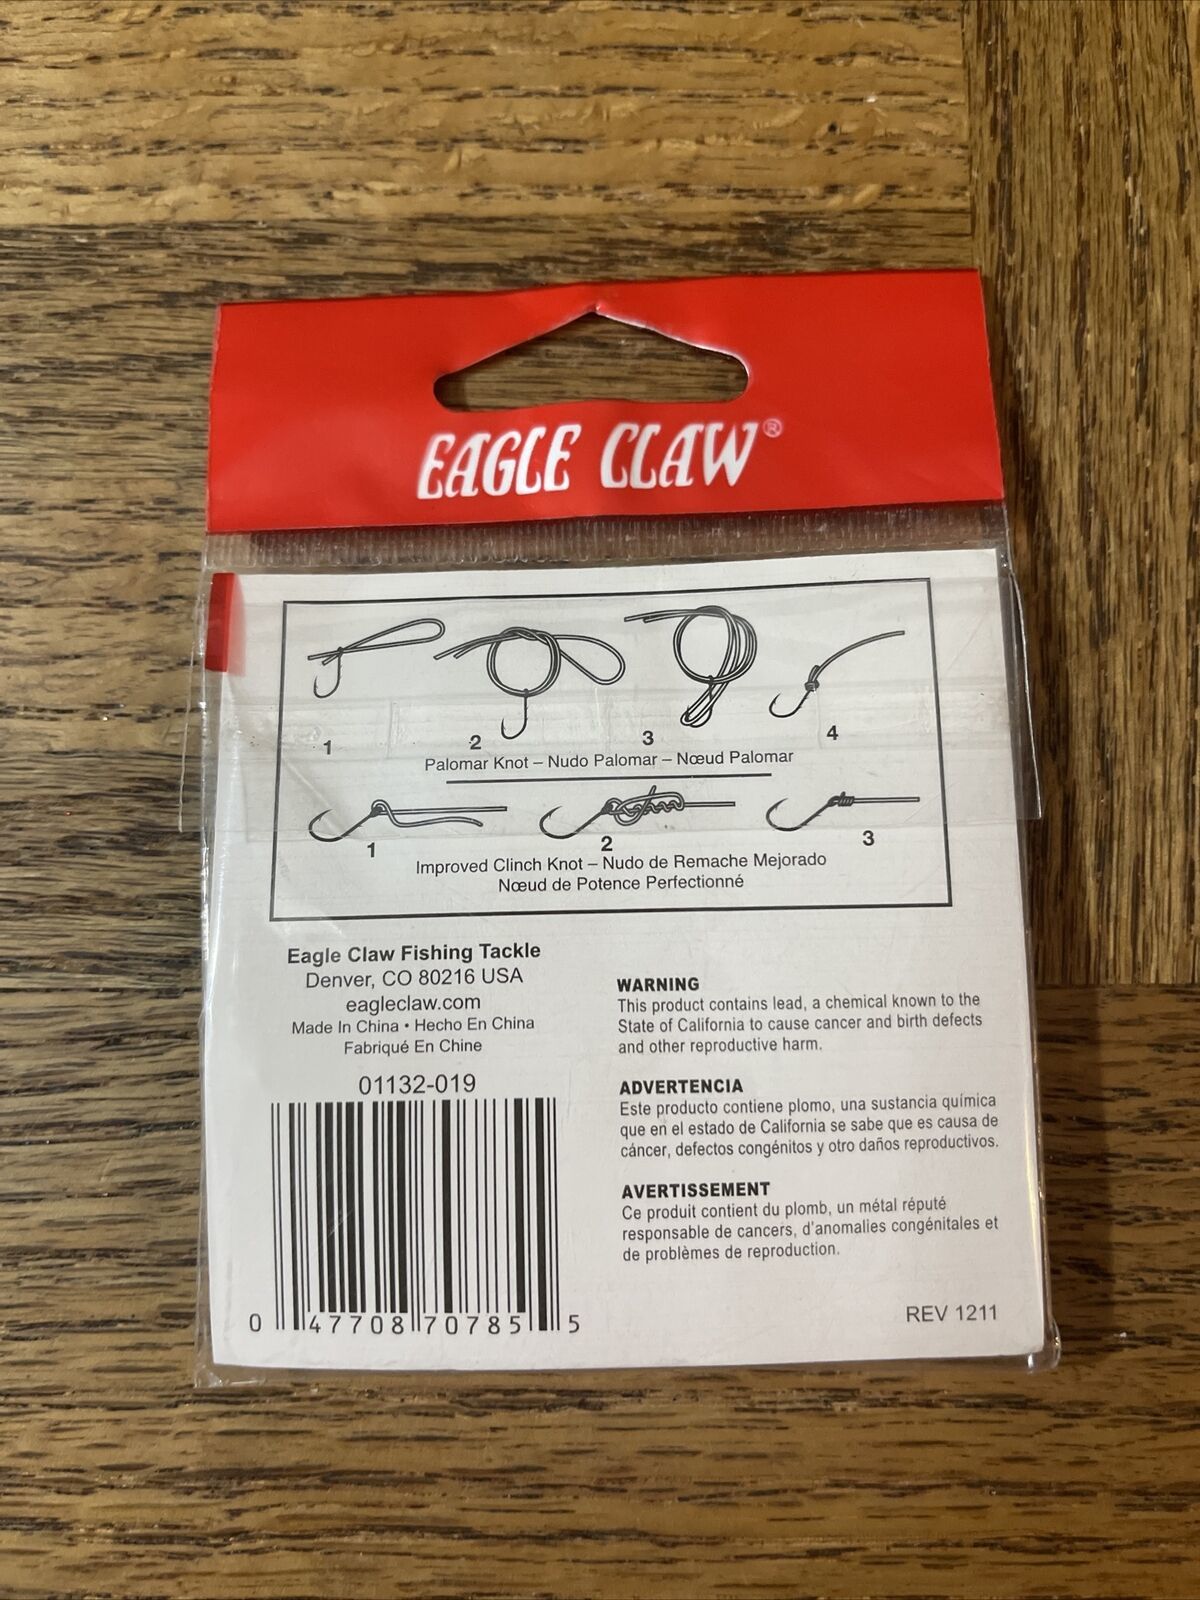 EAGLE CLAW®
1
2
3
4
Palomar Knot – Nudo Palomar – Nœud Palomar
1
2
3
Improved Clinch Knot – Nudo de Remache Mejorado
Nœud de Potence Perfectionné
Eagle Claw Fishing Tackle
Denver, CO 80216 USA
eagleclaw.com
Made In China • Hecho En China
Fabriqué En Chine
01132-019
0 47708 70785 5
WARNING
This product contains lead, a chemical known to the
State of California to cause cancer and birth defects
and other reproductive harm.
ADVERTENCIA
Este producto contiene plomo, una sustancia química
que en el estado de California se sabe que es causa de
cáncer, defectos congénitos y otro daños reproductivos.
AVERTISSEMENT
Ce produit contient du plomb, un métal réputé
responsable de cancers, d'anomalies congénitales et
de problèmes de reproduction.
REV 1211